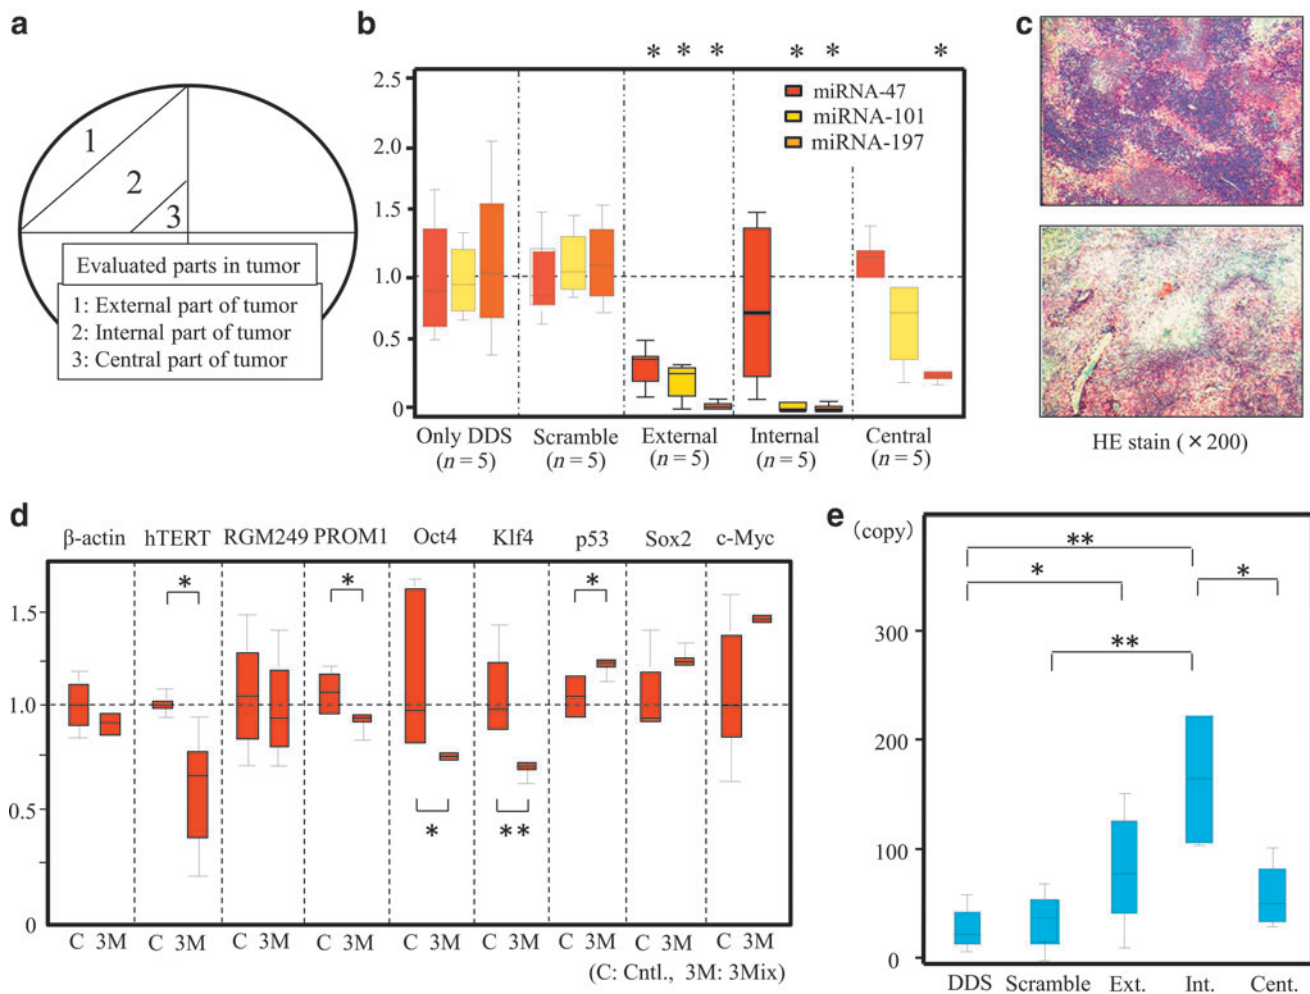 a
1
2
3
Evaluated parts in tumor
1: External part of tumor
2: Internal part of tumor
3: Central part of tumor
b
* * * * * *
2.5
2.0
1.5
1.0
0.5
0
miRNA-47
miRNA-101
miRNA-197
Only DDS Scramble External Internal Central
(n = 5) (n = 5) (n = 5) (n = 5) (n = 5)
c
HE stain (×200)
d
β-actin hTERT RGM249 PROM1 Oct4 Klf4 p53 Sox2 c-Myc
* * *
1.5
1.0
0.5
0
* **
C 3M C 3M C 3M C 3M C 3M C 3M C 3M C 3M C 3M
(C: Cntl., 3M: 3Mix)
e
(copy)
**
* *
**
300
200
100
0
DDS Scramble Ext. Int. Cent.